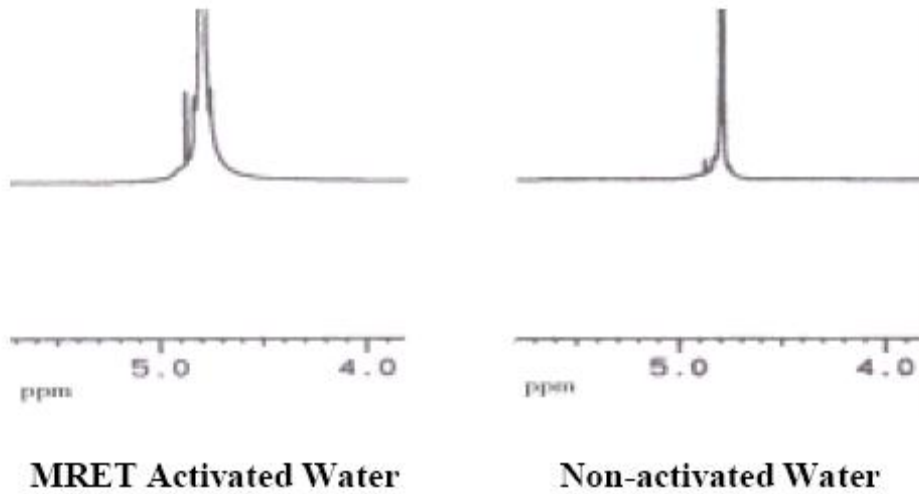 5.0 4.0
ppm
5.0 4.0
ppm
MRET Activated Water
Non-activated Water